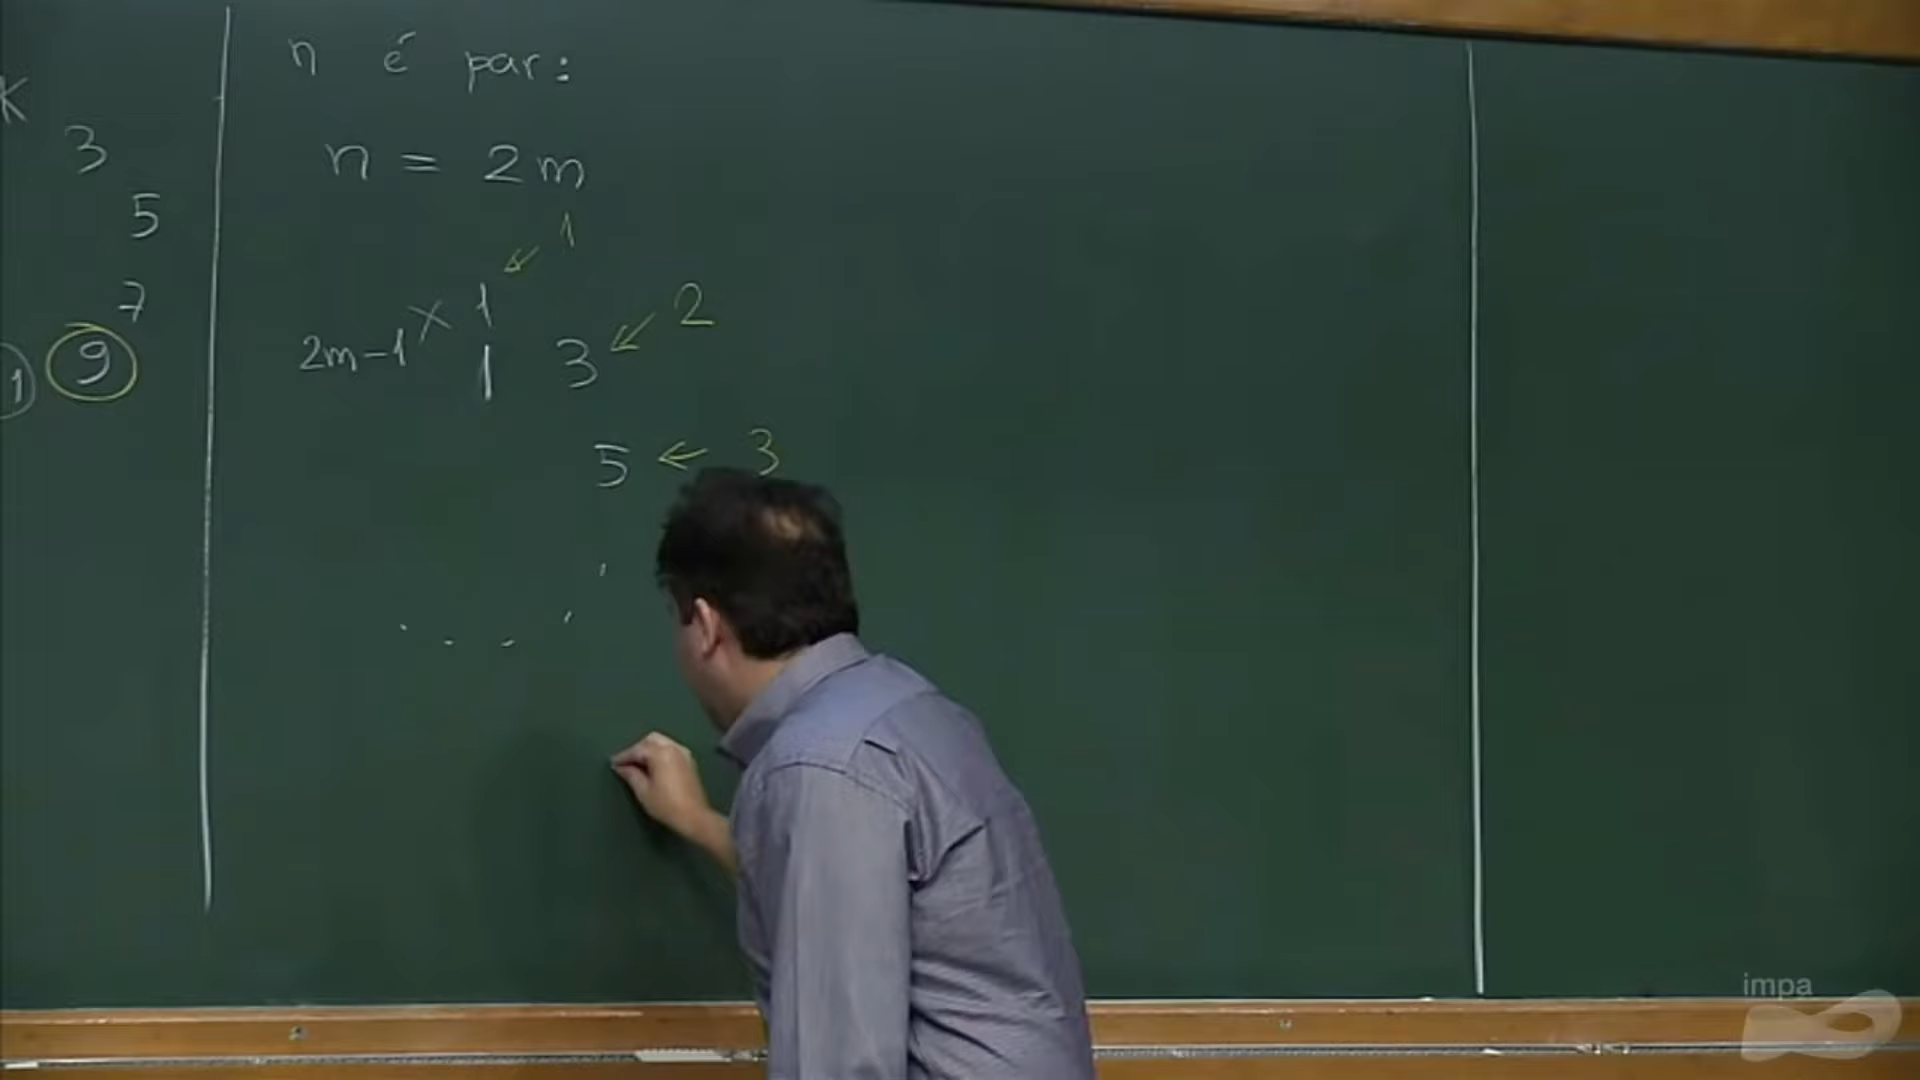 K
3
5
7
1 9
n é par:
n = 2m
1
2m-1 X 1
1 3 ← 2
5 ← 3
impa